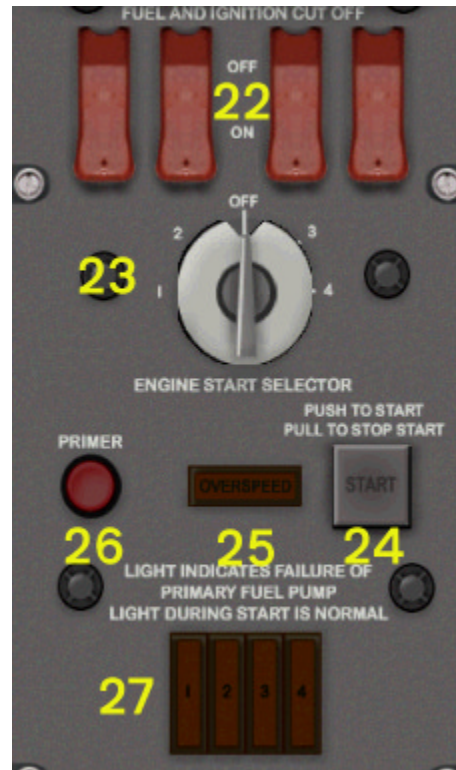 FUEL AND IGNITION CUT OFF
OFF
22
ON
OFF
2
3
23
1
4
ENGINE START SELECTOR
PUSH TO START
PULL TO STOP START
PRIMER
OVERSPEED
START
26
25
24
LIGHT INDICATES FAILURE OF
PRIMARY FUEL PUMP
LIGHT DURING START IS NORMAL
27
1 2 3 4